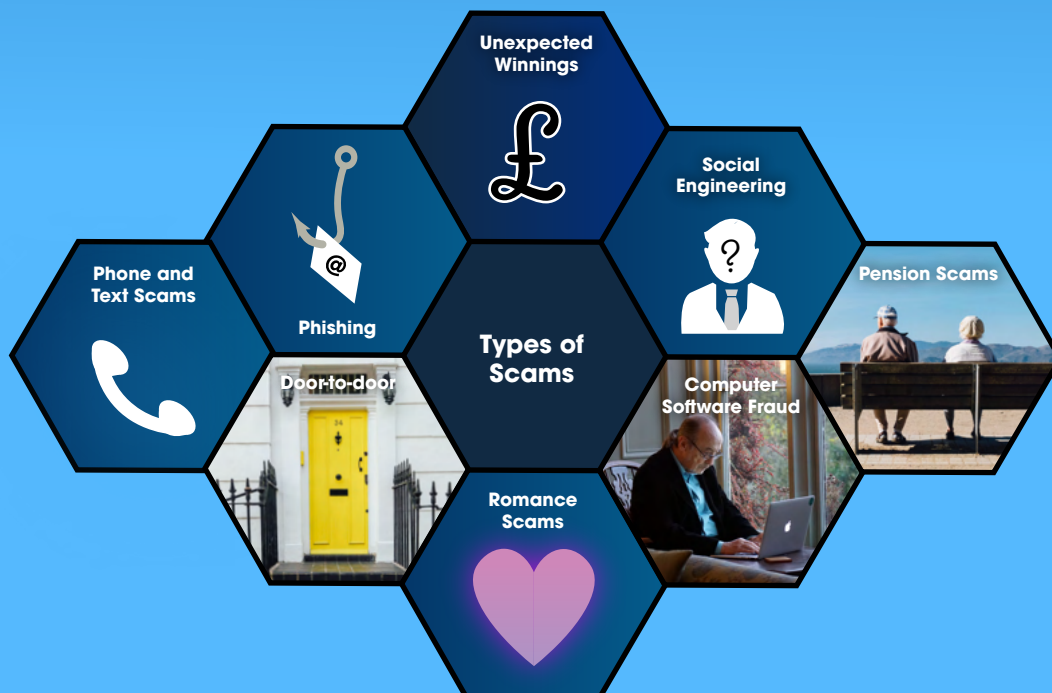 Unexpected
Winnings
£
Social
Engineering
?
@
Phishing
Phone and
Text Scams
Pension Scams
Types of
Scams
Door-to-door
34
Computer
Software Fraud
Romance
Scams